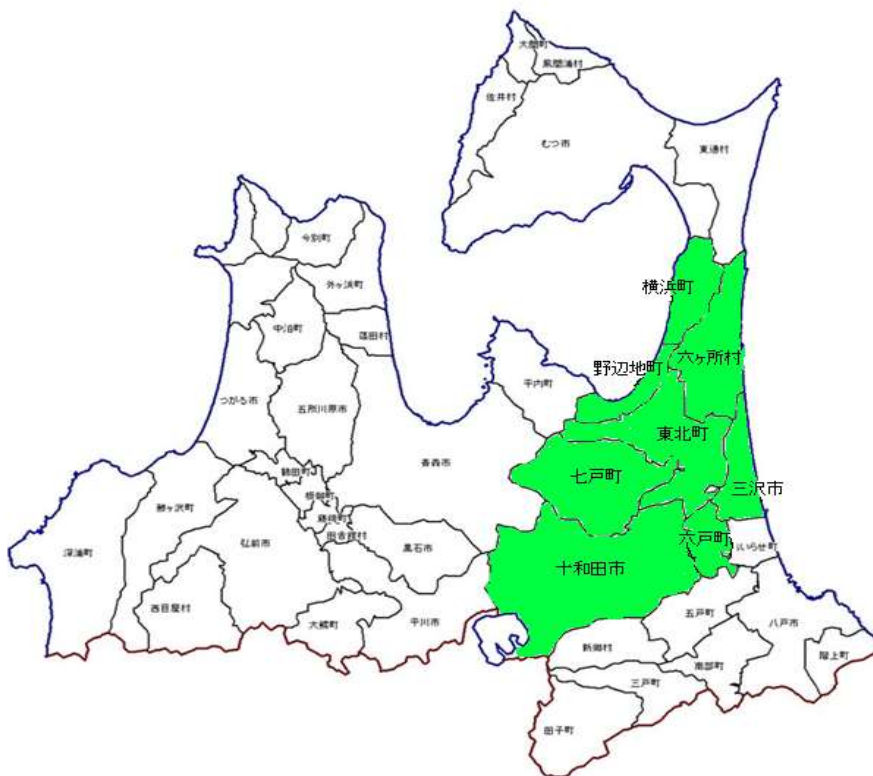 大間町
風間浦村
佐井村
むつ市
東通村
今別町
外ヶ浜町
横浜町
中泊町
蓬田村
野辺地町
六ヶ所村
平内町
つがる市
五所川原市
東北町
青森市
七戸町
鶴田町
三沢市
板柳町
鰺ヶ沢町
藤崎町
田舎館村
六戸町
弘前市
黒石市
おいらせ町
深浦町
十和田市
西目屋村
五戸町
八戸市
大鰐町
平川市
新郷村
南部町
階上町
三戸町
田子町